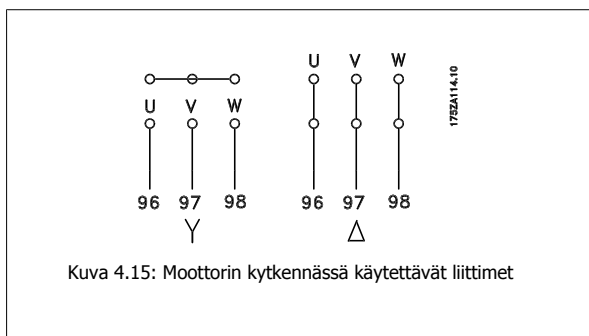 U V W
U V W
175ZA114.10
96 97 98
96 97 98
Y Δ
Kuva 4.15: Moottorin kytkennässä käytettävät liittimet